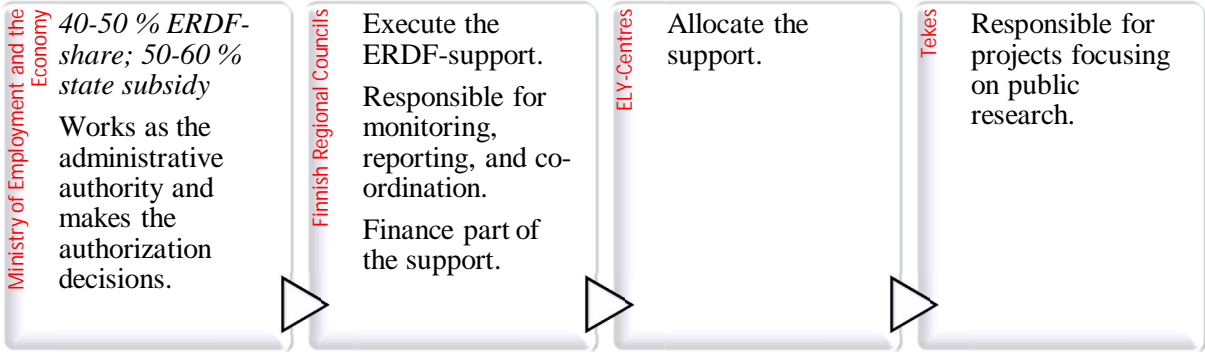 Ministry of Employment and the
Economy
40-50 % ERDF-
share; 50-60 %
state subsidy
Works as the
administrative
authority and
makes the
authorization
decisions.
Finnish Regional Councils
Execute the
ERDF-support.
Responsible for
monitoring,
reporting, and co-
ordination.
Finance part of
the support.
ELY-Centres
Allocate the
support.
Tekes
Responsible for
projects focusing
on public
research.